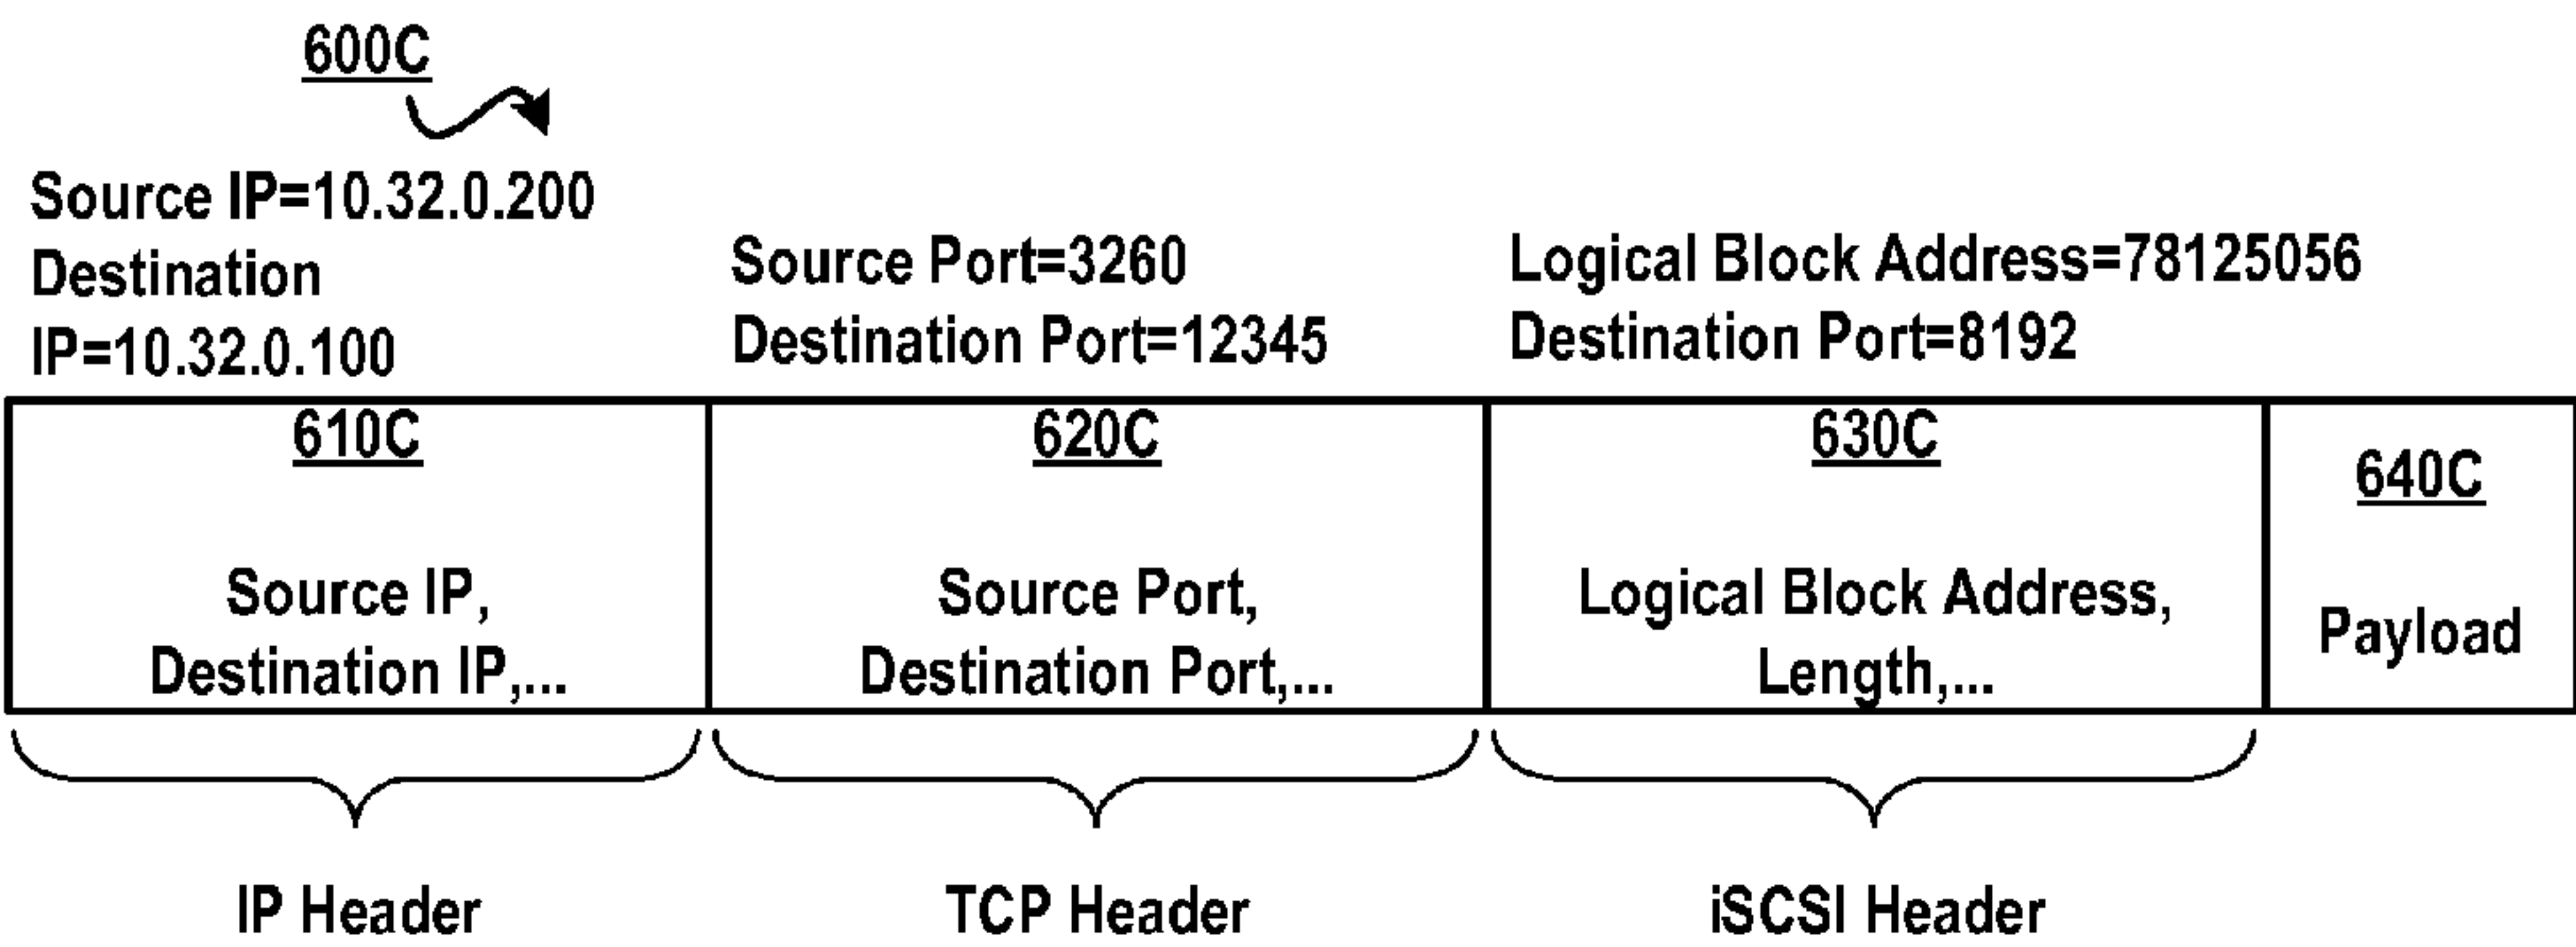 600C
Source IP=10.32.0.200
Destination
IP=10.32.0.100
Source Port=3260
Destination Port=12345
Logical Block Address=78125056
Destination Port=8192
610C
Source IP,
Destination IP,...
620C
Source Port,
Destination Port,...
630C
Logical Block Address,
Length,...
640C
Payload
IP Header
TCP Header
iSCSI Header